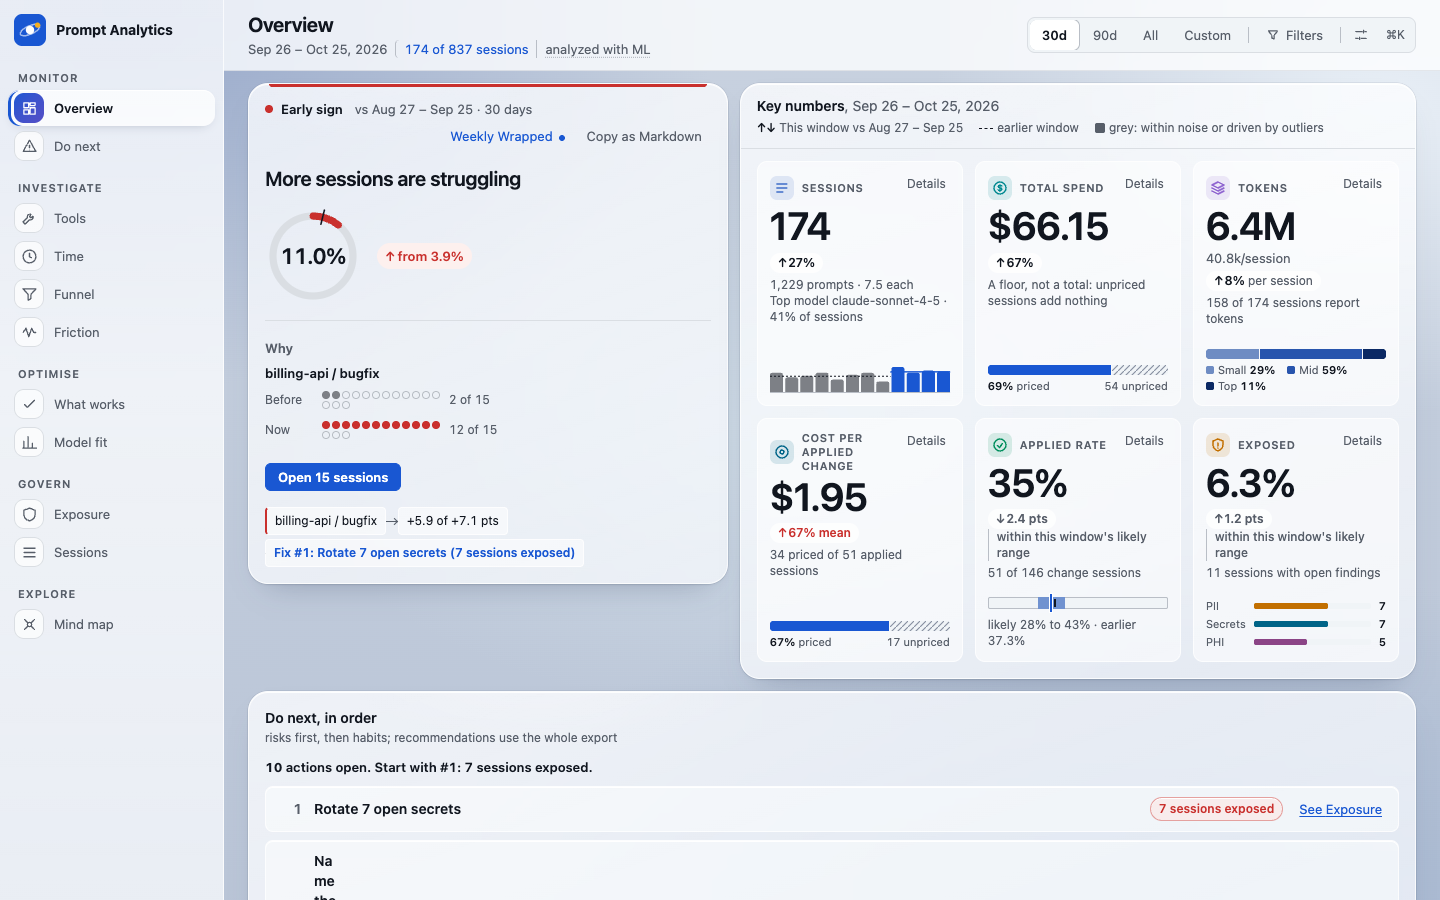 Prompt Analytics
MONITOR
Overview
Do next
INVESTIGATE
Tools
Time
Funnel
Friction
OPTIMISE
What works
Model fit
GOVERN
Exposure
Sessions
EXPLORE
Mind map
Overview
Sep 26 – Oct 25, 2026 174 of 837 sessions analyzed with ML
30d 90d All Custom Filters ⌘K
Early sign vs Aug 27 – Sep 25 · 30 days
Weekly Wrapped Copy as Markdown
More sessions are struggling
11.0% ↑ from 3.9%
Why
billing-api / bugfix
Before 2 of 15
Now 12 of 15
Open 15 sessions
billing-api / bugfix → +5.9 of +7.1 pts
Fix #1: Rotate 7 open secrets (7 sessions exposed)
Key numbers, Sep 26 – Oct 25, 2026
↑↓ This window vs Aug 27 – Sep 25 --- earlier window grey: within noise or driven by outliers
SESSIONS Details
174
↑27%
1,229 prompts · 7.5 each
Top model claude-sonnet-4-5 ·
41% of sessions
TOTAL SPEND Details
$66.15
↑67%
A floor, not a total: unpriced
sessions add nothing
69% priced 54 unpriced
TOKENS Details
6.4M
40.8k/session
↑8% per session
158 of 174 sessions report
tokens
Small 29% Mid 59%
Top 11%
COST PER
APPLIED
CHANGE
Details
$1.95
↑67% mean
34 priced of 51 applied
sessions
67% priced 17 unpriced
APPLIED RATE Details
35%
↓2.4 pts
within this window's likely
range
51 of 146 change sessions
likely 28% to 43% · earlier
37.3%
EXPOSED Details
6.3%
↑1.2 pts
within this window's likely
range
11 sessions with open findings
PII 7
Secrets 7
PHI 5
Do next, in order
risks first, then habits; recommendations use the whole export
10 actions open. Start with #1: 7 sessions exposed.
1 Rotate 7 open secrets 7 sessions exposed See Exposure
Na
me
the